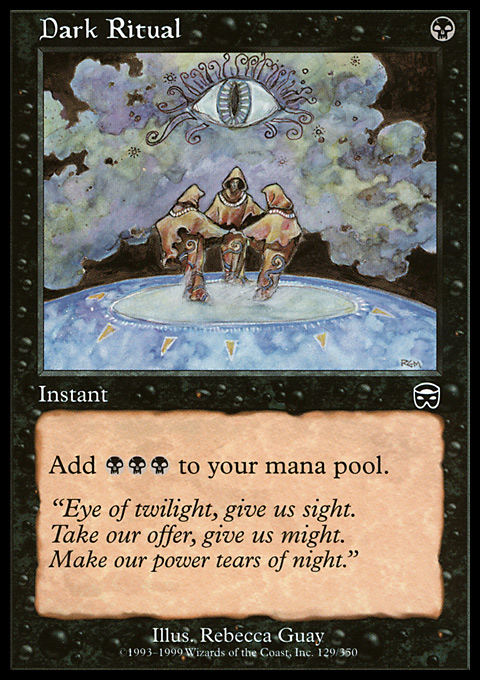 Dark Ritual
REM
Instant
Add to your mana pool.
“Eye of twilight, give us sight.
Take our offer, give us might.
Make our power tears of night.”
Illus. Rebecca Guay
©1993–1999 Wizards of the Coast, Inc. 129/350